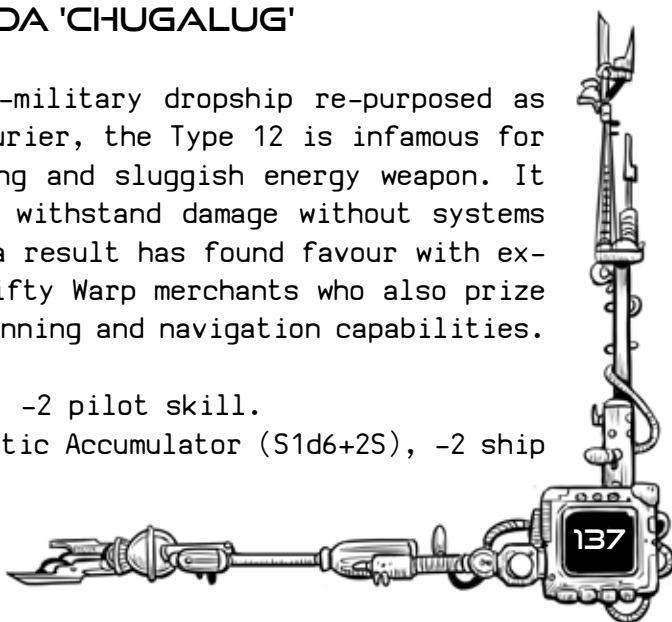 DA 'CHUGALUG'
-military dropship re-purposed as
urier, the Type 12 is infamous for
ng and sluggish energy weapon. It
withstand damage without systems
a result has found favour with ex-
ifty Warp merchants who also prize
nning and navigation capabilities.
-2 pilot skill.
tic Accumulator (S1d6+2S), -2 ship
137